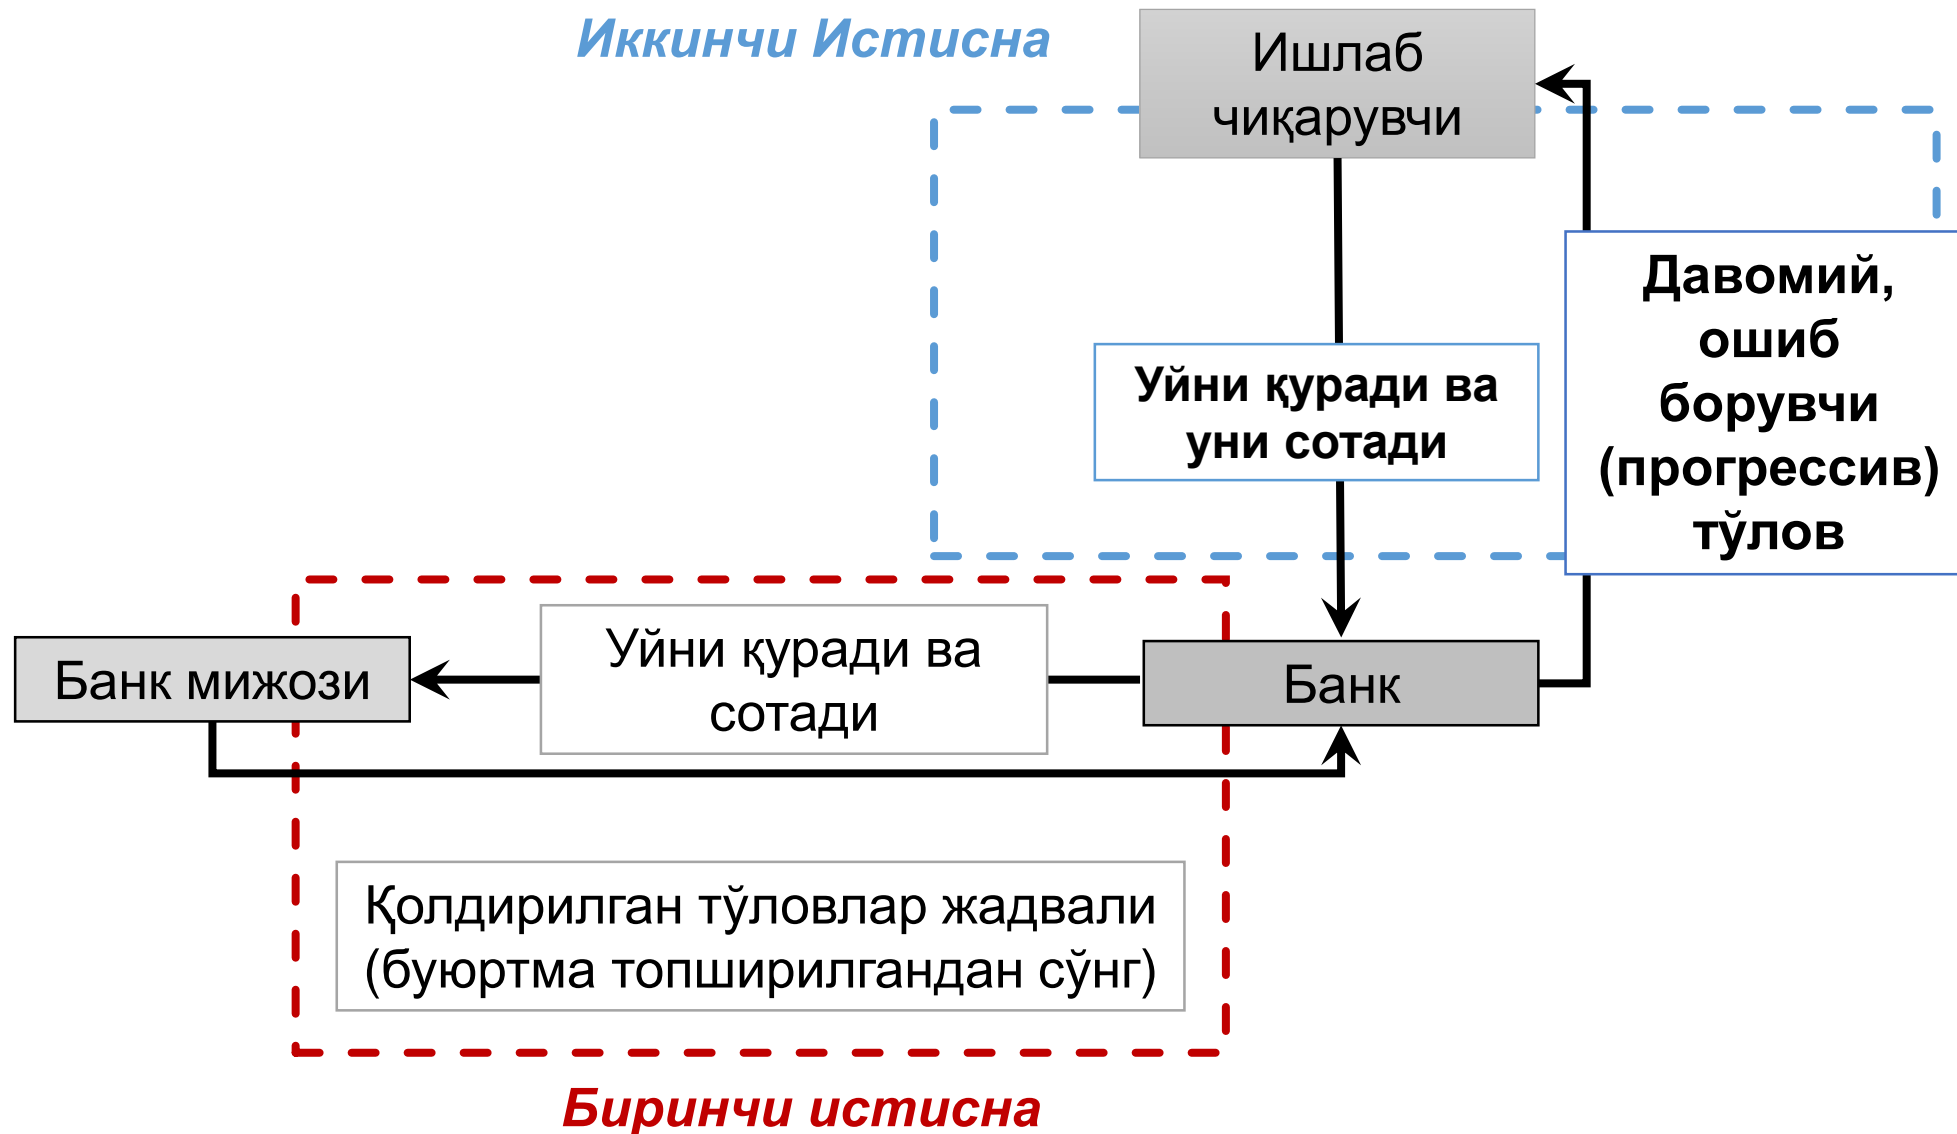 Иккинчи Истисна
Ишлаб
чиқарувчи
Давомий,
ошиб
борувчи
(прогрессив)
тўлов
Уйни қуради ва
уни сотади
Уйни қуради ва
сотади
Банк мижози
Банк
Қолдирилган тўловлар жадвали
(буюртма топширилгандан сўнг)
Биринчи истисна